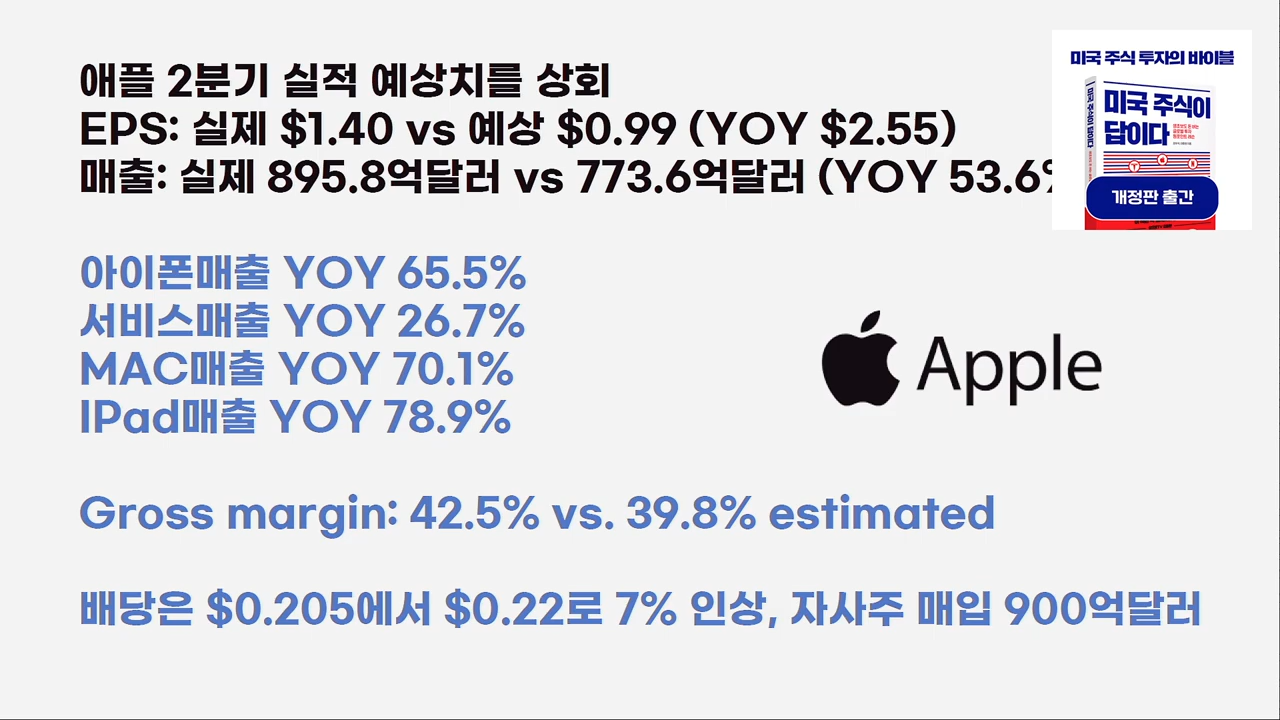 애플 2분기 실적 예상치를 상회
EPS: 실제 $1.40 vs 예상 $0.99 (YOY $2.55)
매출: 실제 895.8억달러 vs 773.6억달러 (YOY 53.6%
미국 주식 투자의 바이블
미국 주식이
답이다
개정판 출간
아이폰매출 YOY 65.5%
서비스매출 YOY 26.7%
MAC매출 YOY 70.1%
IPad매출 YOY 78.9%
Apple
Gross margin: 42.5% vs. 39.8% estimated
배당은 $0.205에서 $0.22로 7% 인상, 자사주 매입 900억달러